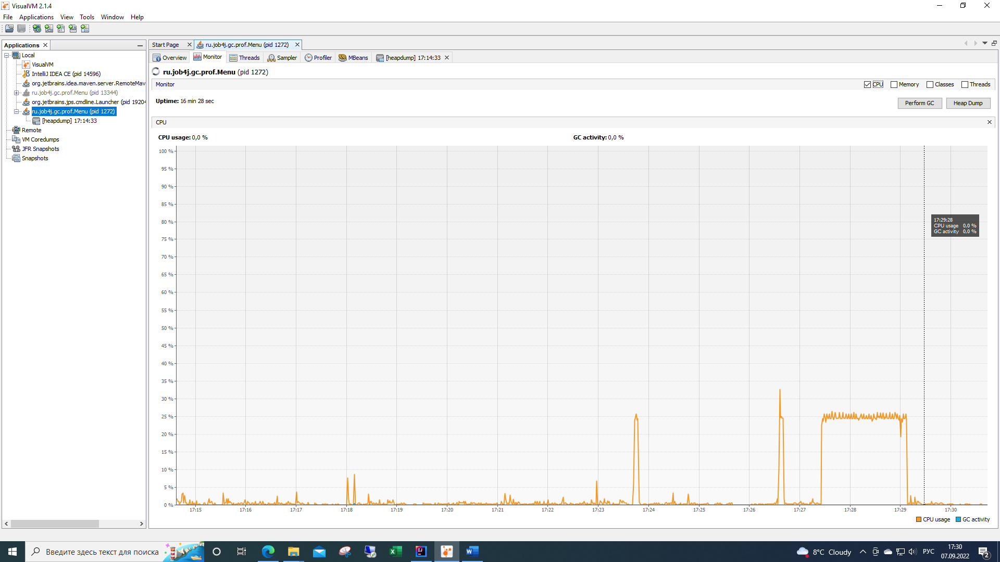 VisualVM 2.1.4
File Applications View Tools Window Help
Applications
Local
VisualVM
IntelliJ IDEA CE (pid 14596)
org.jetbrains.idea.maven.server.RemoteMav
ru.job4j.gc.prof.Menu (pid 13344)
org.jetbrains.jps.cmdline.Launcher (pid 19204
ru.job4j.gc.prof.Menu (pid 1272)
[heapdump] 17:14:33
Remote
VM Coredumps
JFR Snapshots
Snapshots
Start Page ru.job4j.gc.prof.Menu (pid 1272)
Overview Monitor Threads Sampler Profiler MBeans [heapdump] 17:14:33
ru.job4j.gc.prof.Menu (pid 1272)
Monitor CPU Memory Classes Threads
Uptime: 16 min 28 sec
Perform GC Heap Dump
CPU
CPU usage: 0,0 % GC activity: 0,0 %
100 %
95 %
90 %
85 %
80 %
75 %
70 %
65 %
60 %
55 %
50 %
45 %
40 %
35 %
30 %
25 %
20 %
15 %
10 %
5 %
0 %
17:29:28
CPU usage 0,0 %
GC activity 0,0 %
17:15 17:16 17:17 17:18 17:19 17:20 17:21 17:22 17:23 17:24 17:25 17:26 17:27 17:28 17:29 17:30
CPU usage GC activity
Введите здесь текст для поиска
8°C Cloudy
РУС
17:30
07.09.2022
2